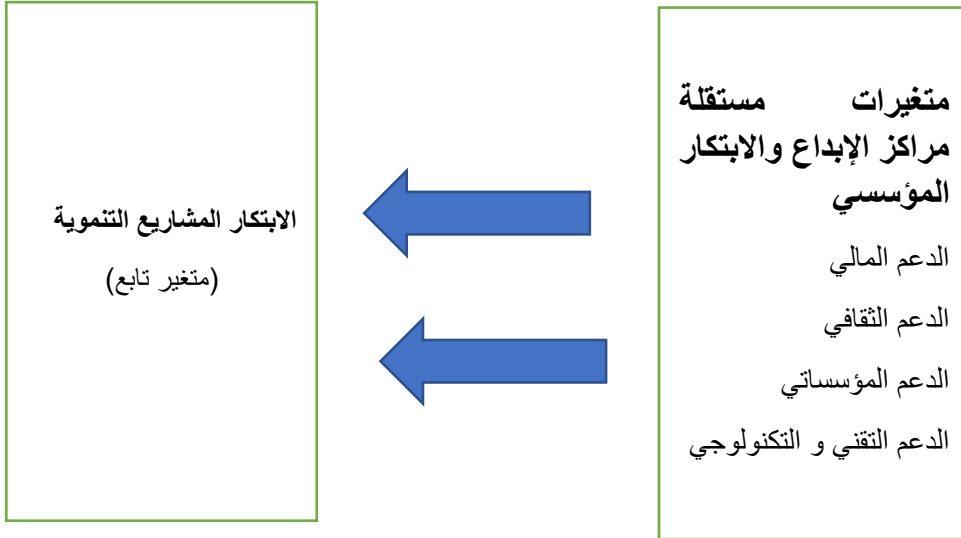 متغيرات مستقلة
مراكز الإبداع والابتكار
المؤسسي
الدعم المالي
الدعم الثقافي
الدعم المؤسساتي
الدعم التقني و التكنولوجي
الابتكار المشاريع التنموية
(متغير تابع)